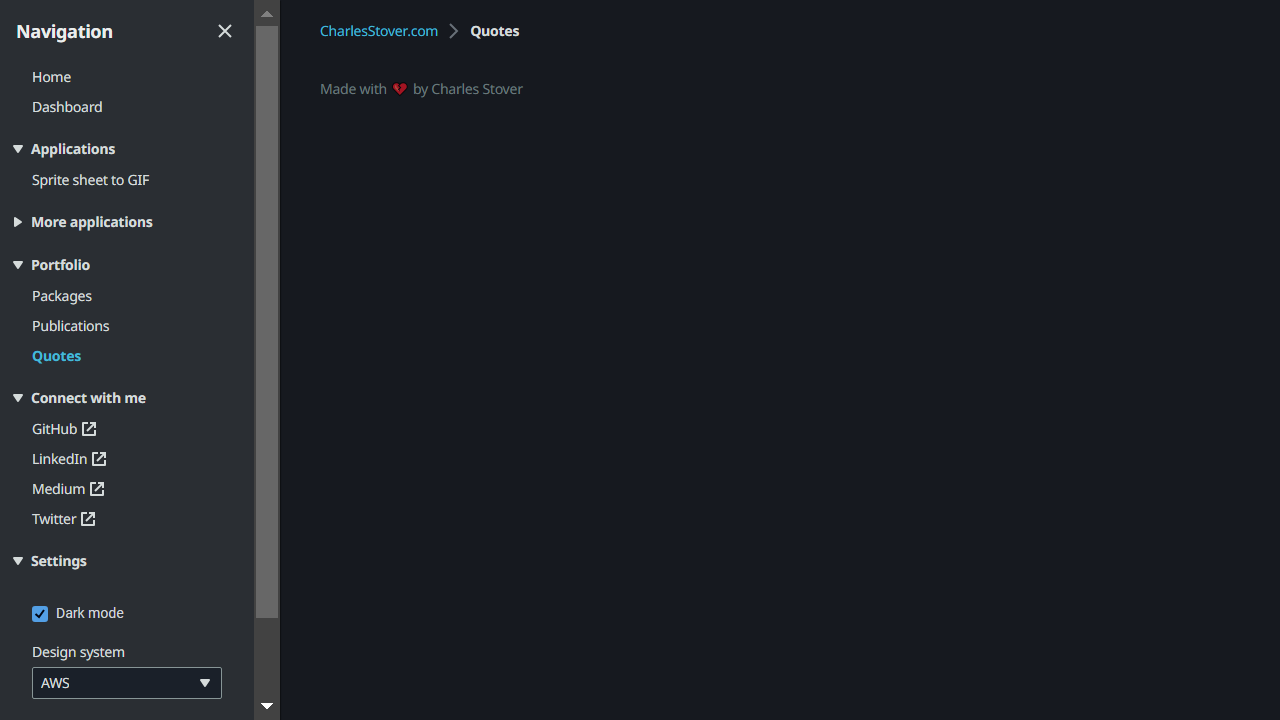 Navigation
Home
Dashboard
Applications
Sprite sheet to GIF
More applications
Portfolio
Packages
Publications
Quotes
Connect with me
GitHub
LinkedIn
Medium
Twitter
Settings
Dark mode
Design system
AWS
CharlesStover.com > Quotes
Made with 💔 by Charles Stover